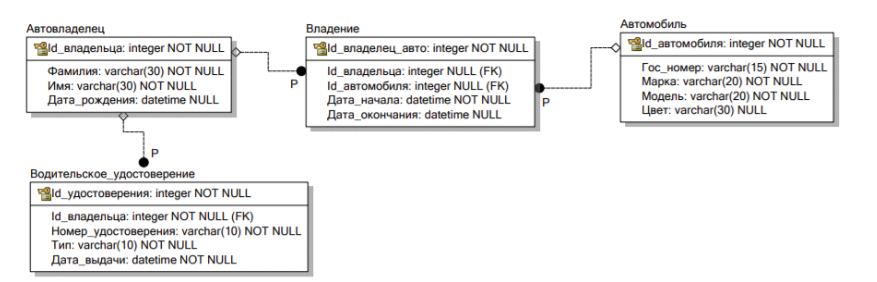 Автовладелец
Id_владельца: integer NOT NULL
Фамилия: varchar(30) NOT NULL
Имя: varchar(30) NOT NULL
Дата_рождения: datetime NULL
Владение
Id_владелец_авто: integer NOT NULL
Id_владельца: integer NULL (FK)
Id_автомобиля: integer NULL (FK)
Дата_начала: datetime NOT NULL
Дата_окончания: datetime NULL
Автомобиль
Id_автомобиля: integer NOT NULL
Гос_номер: varchar(15) NOT NULL
Марка: varchar(20) NOT NULL
Модель: varchar(20) NOT NULL
Цвет: varchar(30) NULL
P
P
P
Водительское_удостоверение
Id_удостоверения: integer NOT NULL
Id_владельца: integer NOT NULL (FK)
Номер_удостоверения: varchar(10) NOT NULL
Тип: varchar(10) NOT NULL
Дата_выдачи: datetime NOT NULL